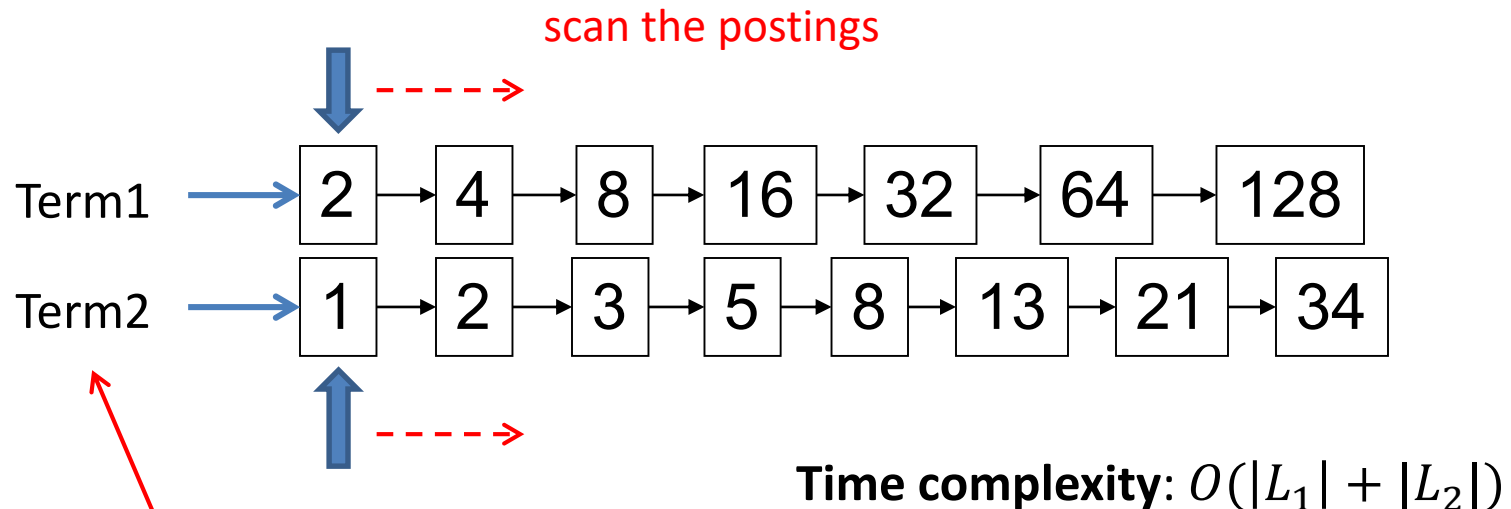 scan the postings
Term1 2 4 8 16 32 64 128
Term2 1 2 3 5 8 13 21 34
Time complexity: O(|L₁| + |L₂|)